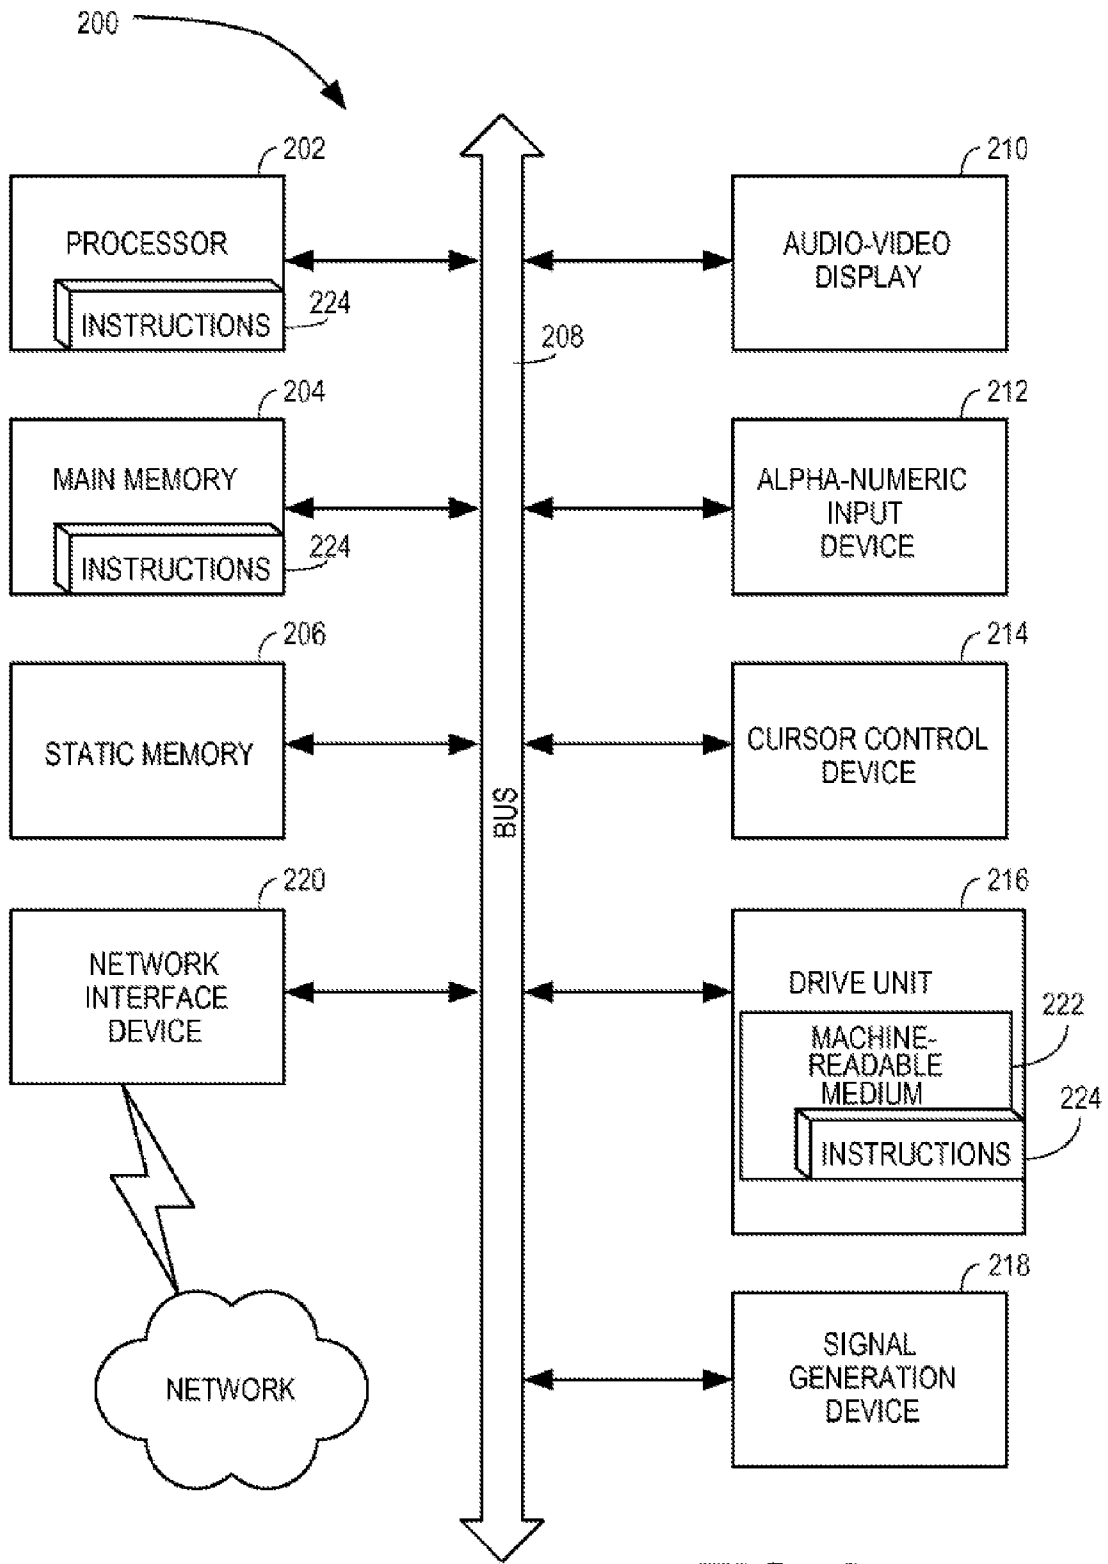 200
202
PROCESSOR
INSTRUCTIONS
224
204
MAIN MEMORY
INSTRUCTIONS
224
206
STATIC MEMORY
220
NETWORK
INTERFACE
DEVICE
NETWORK
208
BUS
210
AUDIO-VIDEO
DISPLAY
212
ALPHA-NUMERIC
INPUT
DEVICE
214
CURSOR CONTROL
DEVICE
216
DRIVE UNIT
222
MACHINE-
READABLE
MEDIUM
224
INSTRUCTIONS
218
SIGNAL
GENERATION
DEVICE